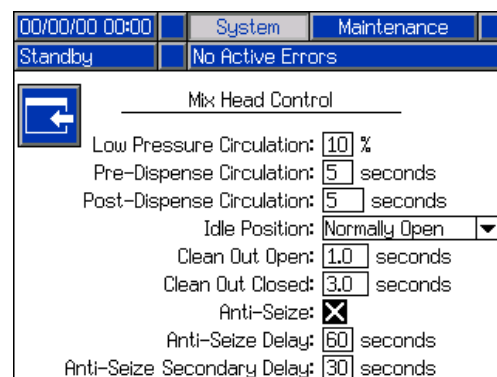 00/00/00 00:00 System Maintenance
Standby No Active Errors
Mix Head Control
Low Pressure Circulation: 10 %
Pre-Dispense Circulation: 5 seconds
Post-Dispense Circulation: 5 seconds
Idle Position: Normally Open
Clean Out Open: 1.0 seconds
Clean Out Closed: 3.0 seconds
Anti-Seize:
Anti-Seize Delay: 60 seconds
Anti-Seize Secondary Delay: 30 seconds